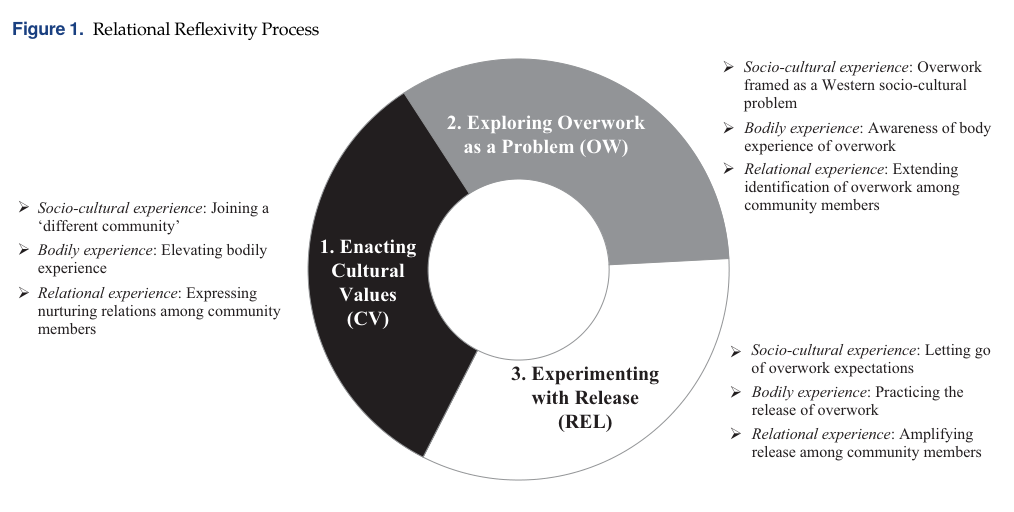 Figure 1. Relational Reflexivity Process
1. Enacting
Cultural
Values
(CV)
➢ Socio-cultural experience: Joining a
‘different community’
➢ Bodily experience: Elevating bodily
experience
➢ Relational experience: Expressing
nurturing relations among community
members
2. Exploring Overwork
as a Problem (OW)
➢ Socio-cultural experience: Overwork
framed as a Western socio-cultural
problem
➢ Bodily experience: Awareness of body
experience of overwork
➢ Relational experience: Extending
identification of overwork among
community members
3. Experimenting
with Release
(REL)
➢ Socio-cultural experience: Letting go
of overwork expectations
➢ Bodily experience: Practicing the
release of overwork
➢ Relational experience: Amplifying
release among community members